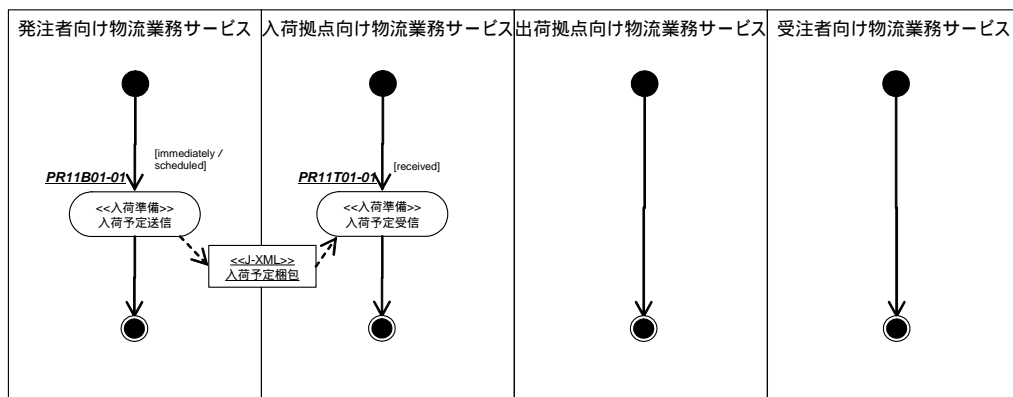 発注者向け物流業務サービス
入荷拠点向け物流業務サービス
出荷拠点向け物流業務サービス
受注者向け物流業務サービス
[immediately /
scheduled]
PR11B01-01
<<入荷準備>>
入荷予定送信
[received]
PR11T01-01
<<入荷準備>>
入荷予定受信
<<J-XML>>
入荷予定梱包